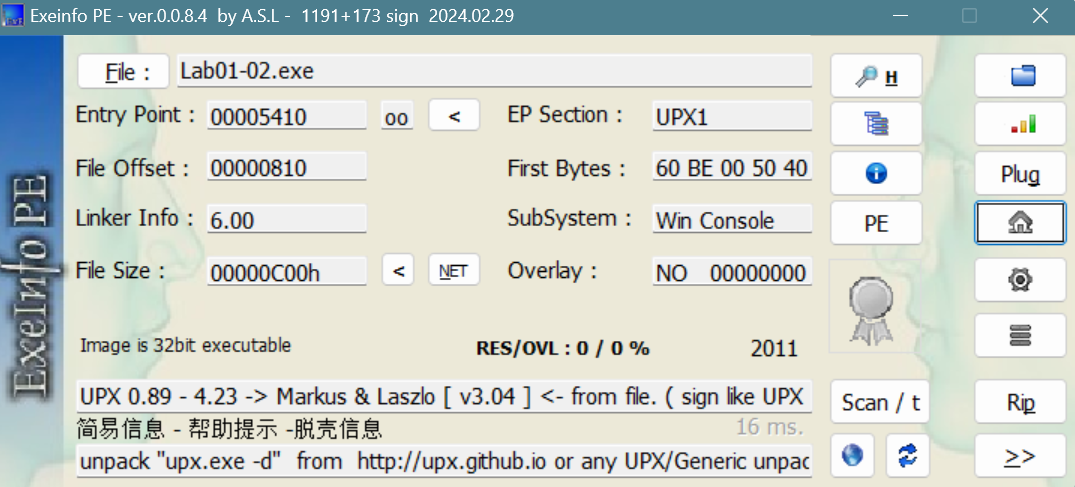 Exeinfo PE - ver.0.0.8.4 by A.S.L - 1191+173 sign 2024.02.29
Exeinfo PE
File : Lab01-02.exe H
Entry Point : 00005410 oo < EP Section : UPX1
File Offset : 00000810 First Bytes : 60 BE 00 50 40 Plug
Linker Info : 6.00 SubSystem : Win Console PE
File Size : 00000C00h < NET Overlay : NO 00000000
Image is 32bit executable RES/OVL : 0 / 0 % 2011
UPX 0.89 - 4.23 -> Markus & Laszlo [ v3.04 ] <- from file. ( sign like UPX Scan / t Rip
简易信息 - 帮助提示 -脱壳信息 16 ms.
unpack "upx.exe -d" from http://upx.github.io or any UPX/Generic unpac >>